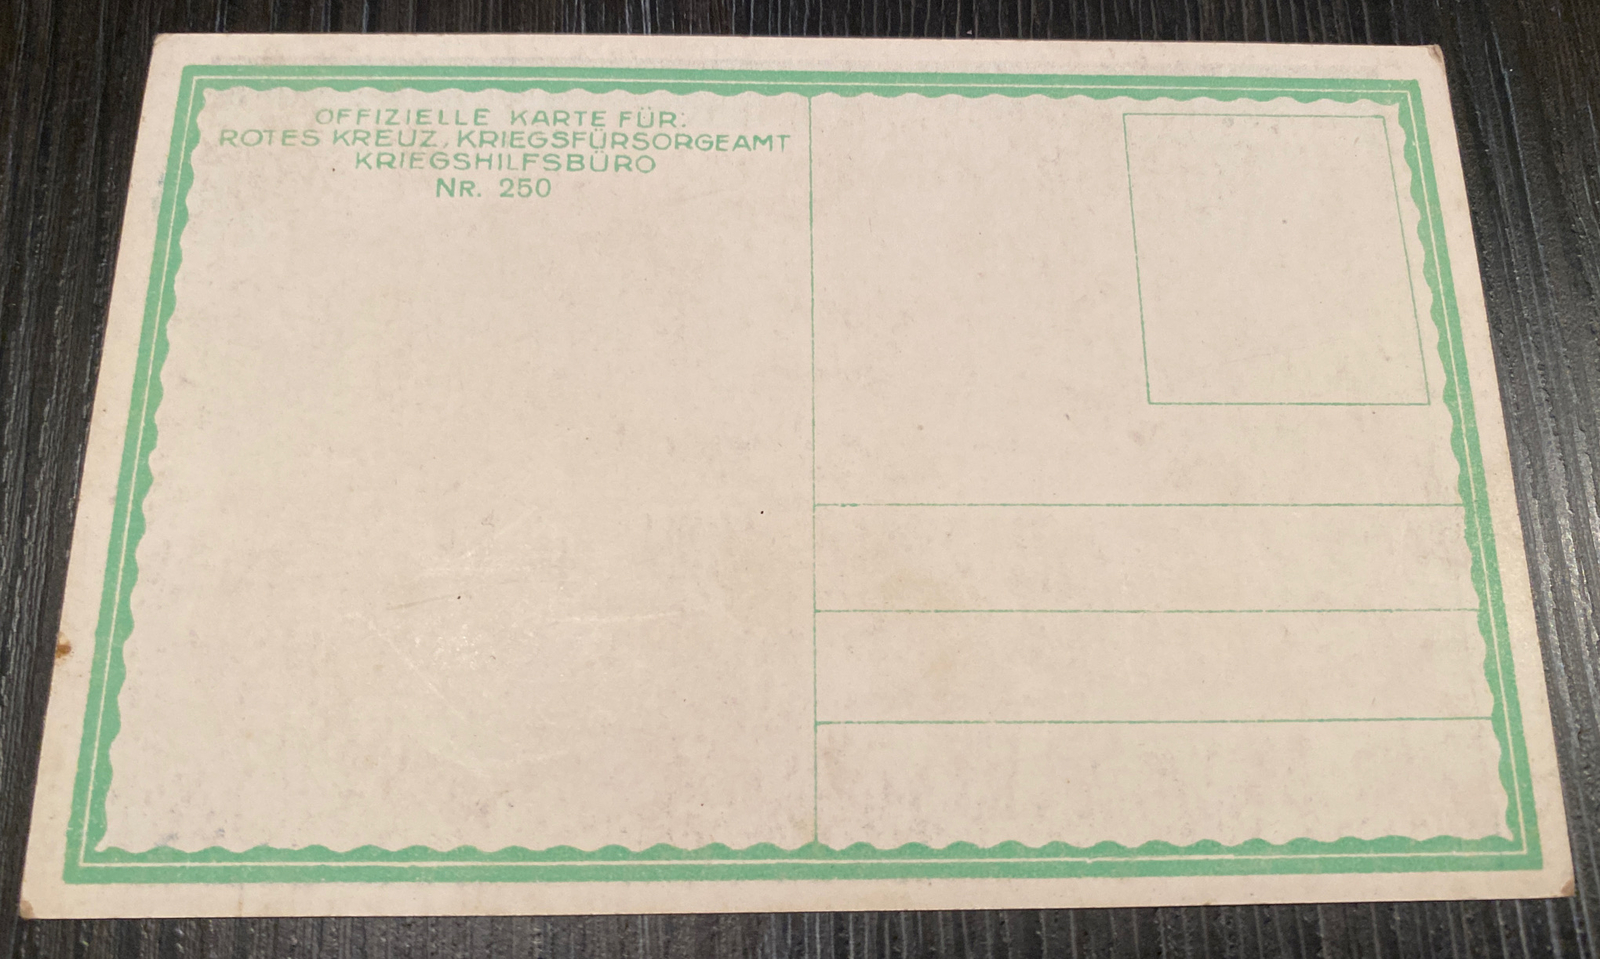 OFFIZIELLE KARTE FÜR:
ROTES KREUZ, KRIEGSFÜRSORGEAMT
KRIEGSHILFSBÜRO
NR. 250